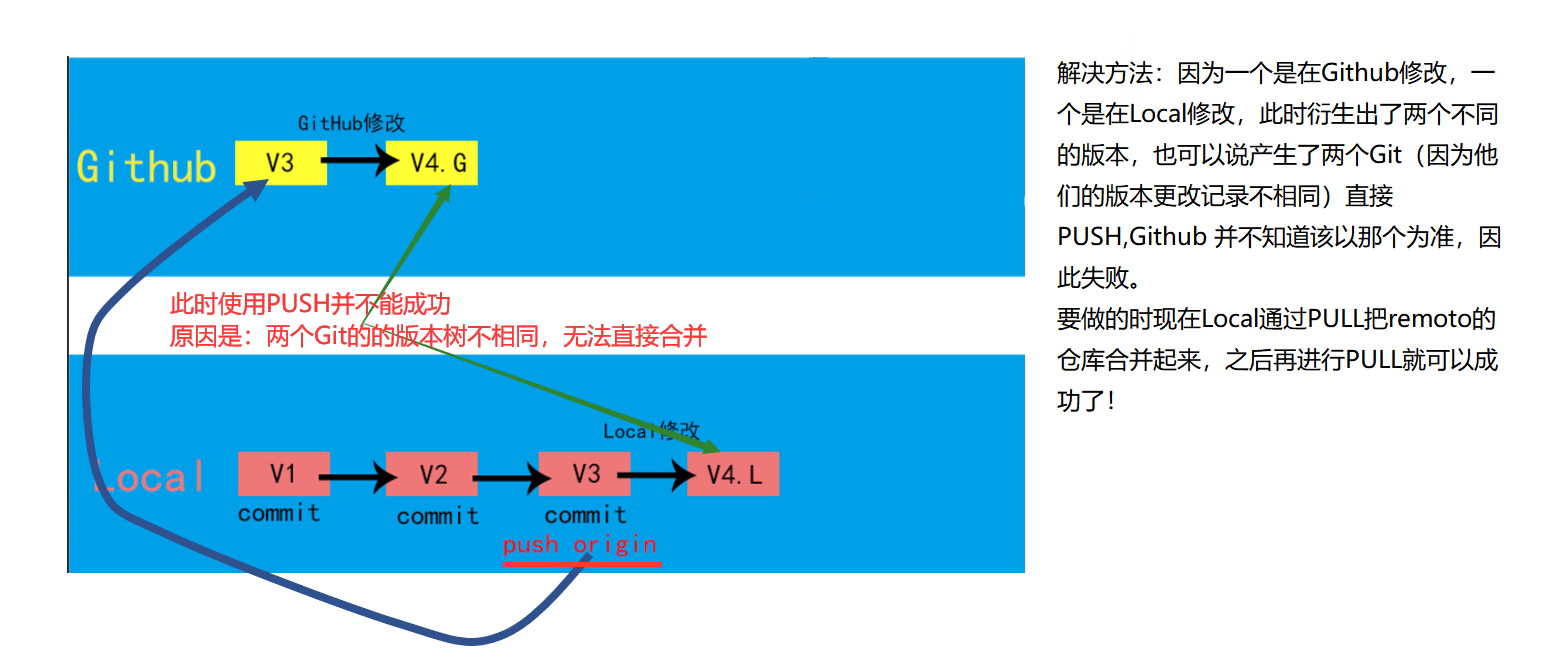 GitHub修改
Github
V3
V4.G
此时使用PUSH并不能成功
原因是：两个Git的的版本树不相同，无法直接合并
Local修改
Local
V1
V2
V3
V4.L
commit
commit
commit
push origin
解决方法：因为一个是在Github修改，一
个是在Local修改，此时衍生出了两个不同
的版本，也可以说产生了两个Git（因为他
们的版本更改记录不相同）直接
PUSH,Github 并不知道该以那个为准，因
此失败。
要做的时现在Local通过PULL把remoto的
仓库合并起来，之后再进行PULL就可以成
功了！